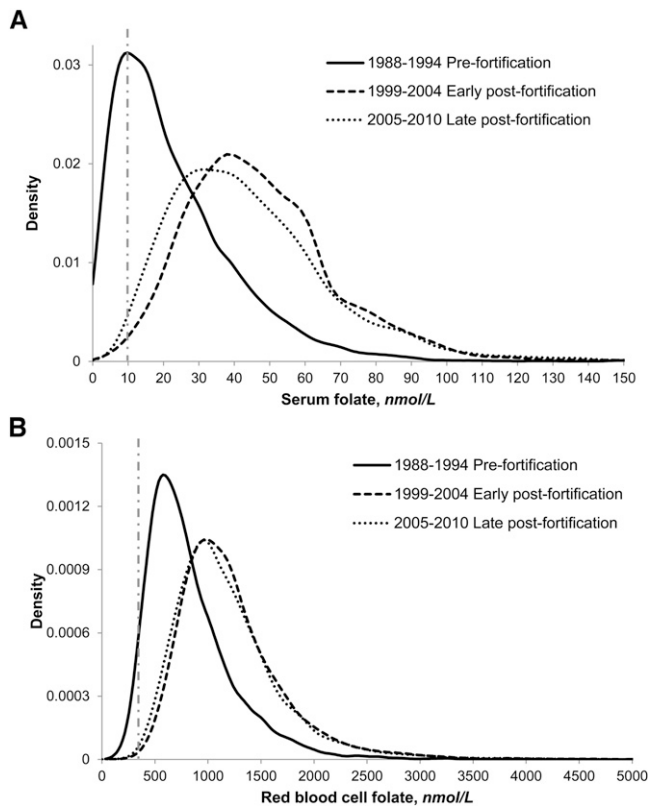 A
0.03
0.02
0.01
0
Density
1988-1994 Pre-fortification
1999-2004 Early post-fortification
2005-2010 Late post-fortification
0 10 20 30 40 50 60 70 80 90 100 110 120 130 140 150
Serum folate, nmol/L
B
0.0015
0.0012
0.0009
0.0006
0.0003
0
Density
1988-1994 Pre-fortification
1999-2004 Early post-fortification
2005-2010 Late post-fortification
0 500 1000 1500 2000 2500 3000 3500 4000 4500 5000
Red blood cell folate, nmol/L